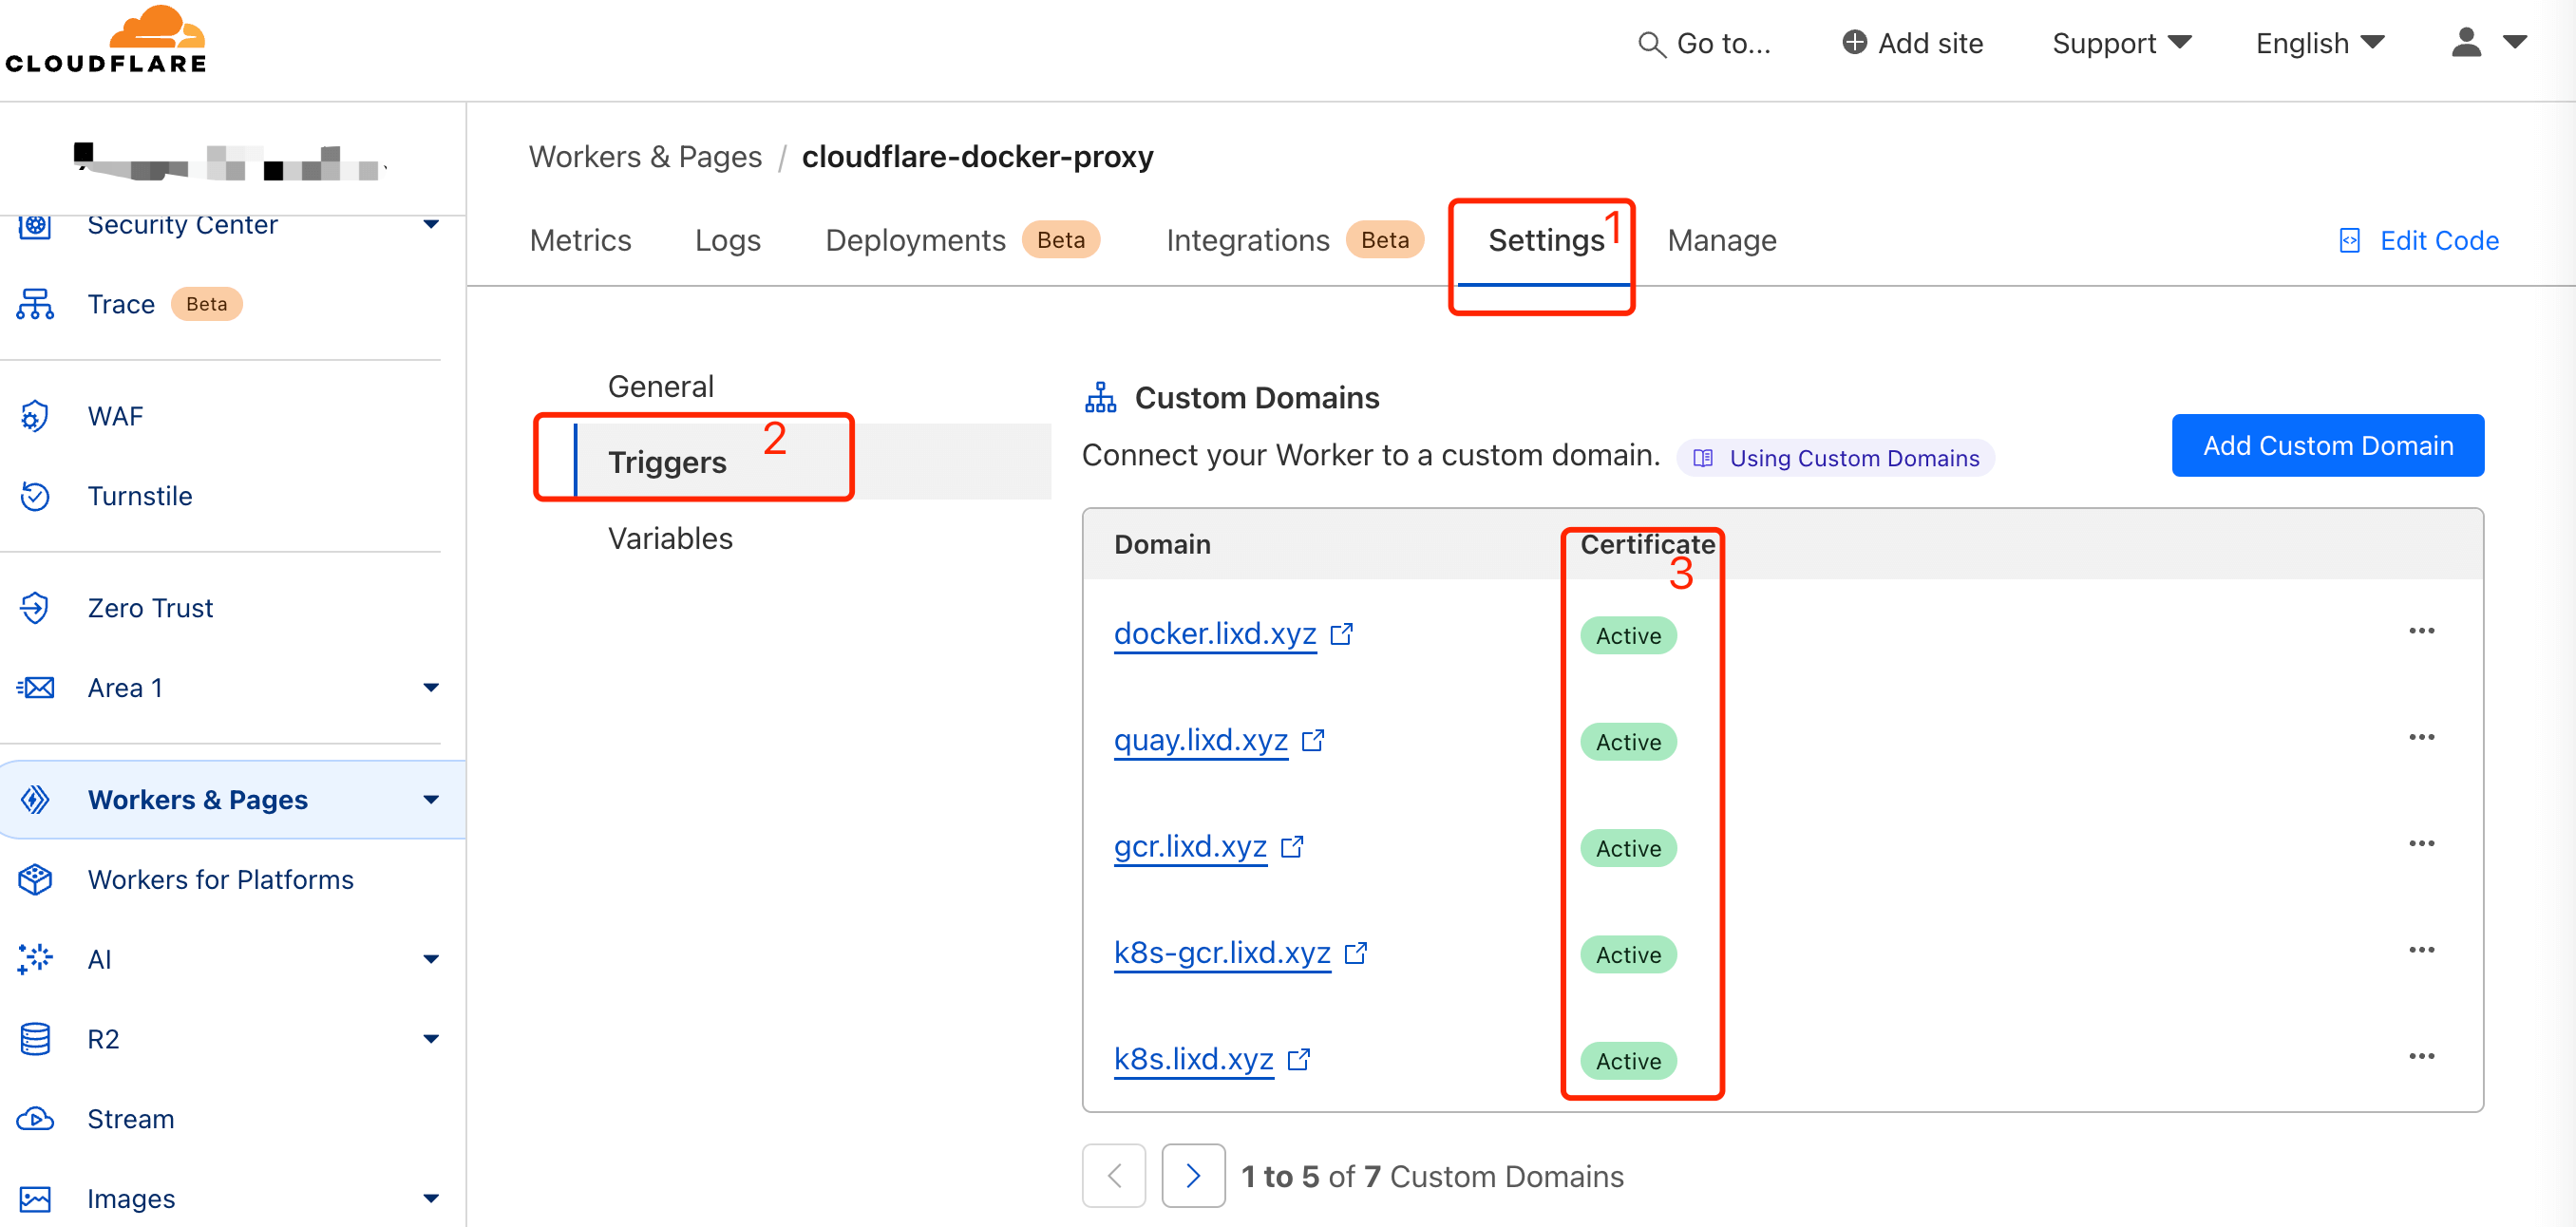 CLOUDFLARE
Go to...
Add site
Support
English
Security Center
Trace Beta
WAF
Turnstile
Zero Trust
Area 1
Workers & Pages
Workers for Platforms
AI
R2
Stream
Images
Workers & Pages / cloudflare-docker-proxy
Metrics
Logs
Deployments Beta
Integrations Beta
Settings 1
Manage
Edit Code
General
Triggers 2
Variables
Custom Domains
Connect your Worker to a custom domain.
Using Custom Domains
Add Custom Domain
Domain
Certificate
3
docker.lixd.xyz Active
quay.lixd.xyz Active
gcr.lixd.xyz Active
k8s-gcr.lixd.xyz Active
k8s.lixd.xyz Active
1 to 5 of 7 Custom Domains